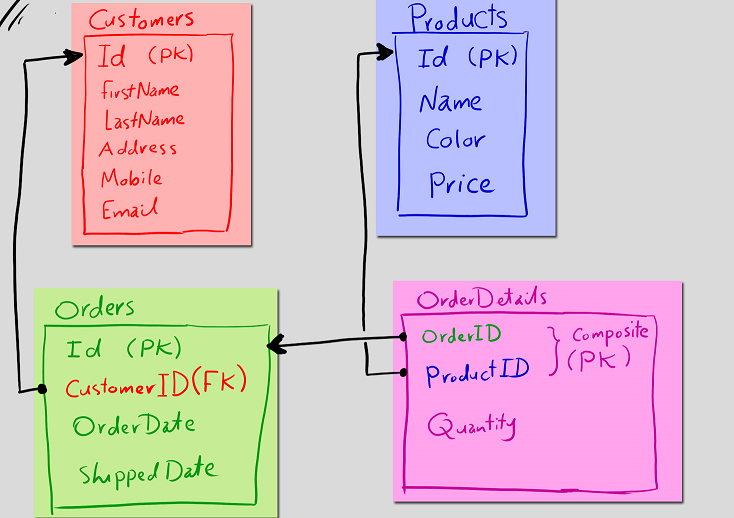 Customers
Id (PK)
FirstName
LastName
Address
Mobile
Email
Products
Id (PK)
Name
Color
Price
Orders
Id (PK)
CustomerID(FK)
OrderDate
ShippedDate
OrderDetails
OrderID
ProductID
Composite
(PK)
Quantity